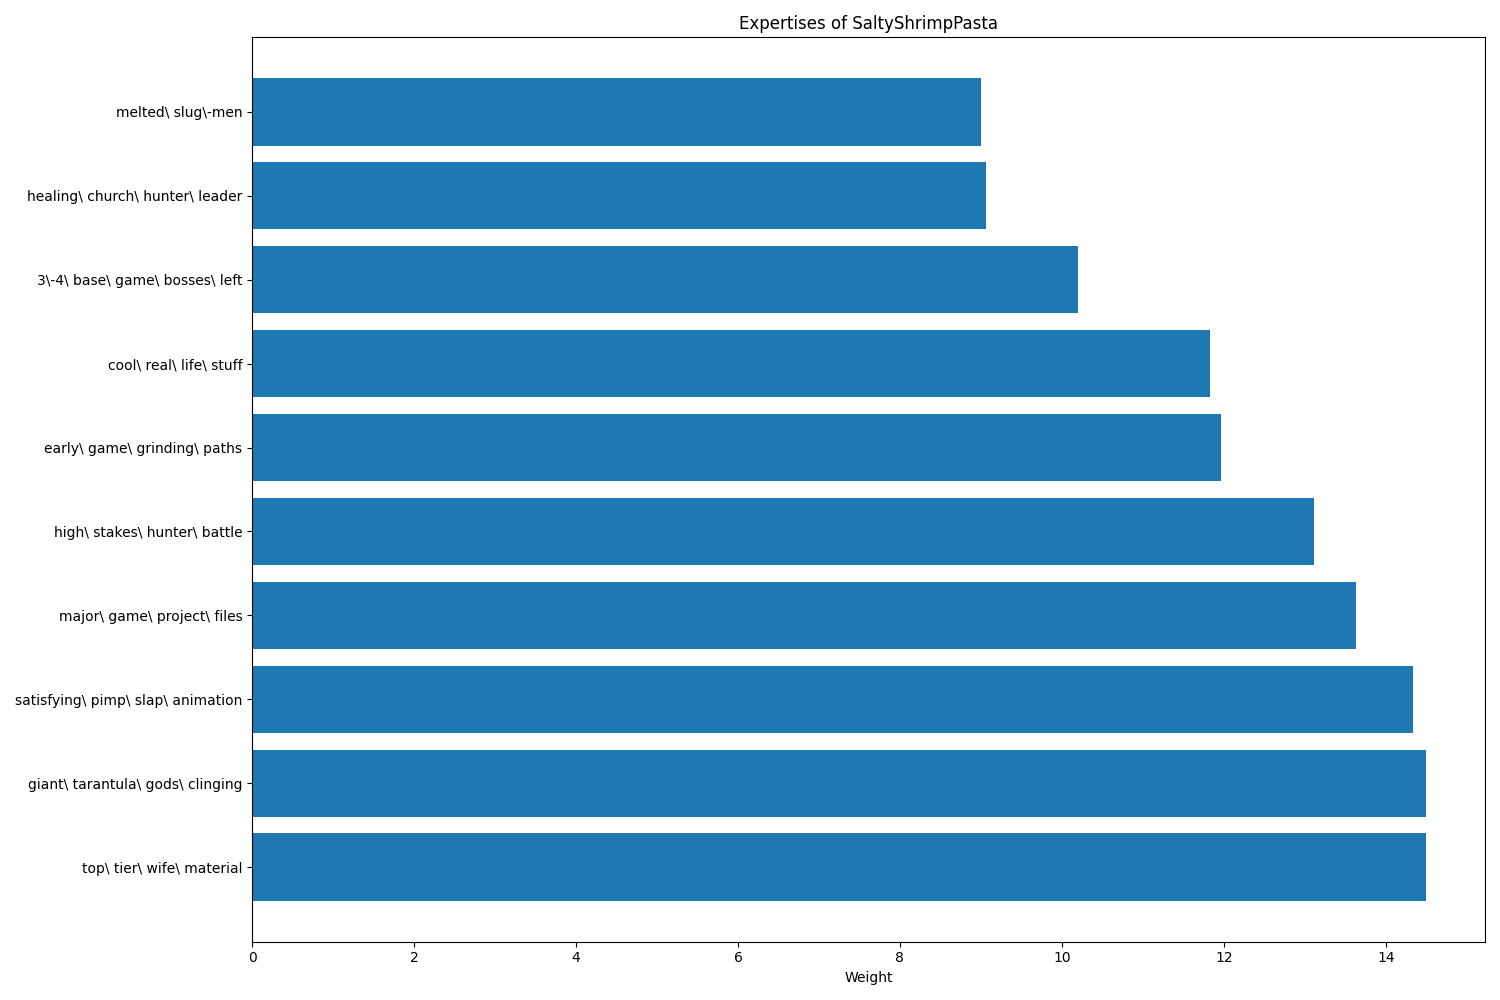 Expertises of SaltyShrimpPasta
melted\ slug\-men
healing\ church\ hunter\ leader
3\-4\ base\ game\ bosses\ left
cool\ real\ life\ stuff
early\ game\ grinding\ paths
high\ stakes\ hunter\ battle
major\ game\ project\ files
satisfying\ pimp\ slap\ animation
giant\ tarantula\ gods\ clinging
top\ tier\ wife\ material
0 2 4 6 8 10 12 14
Weight